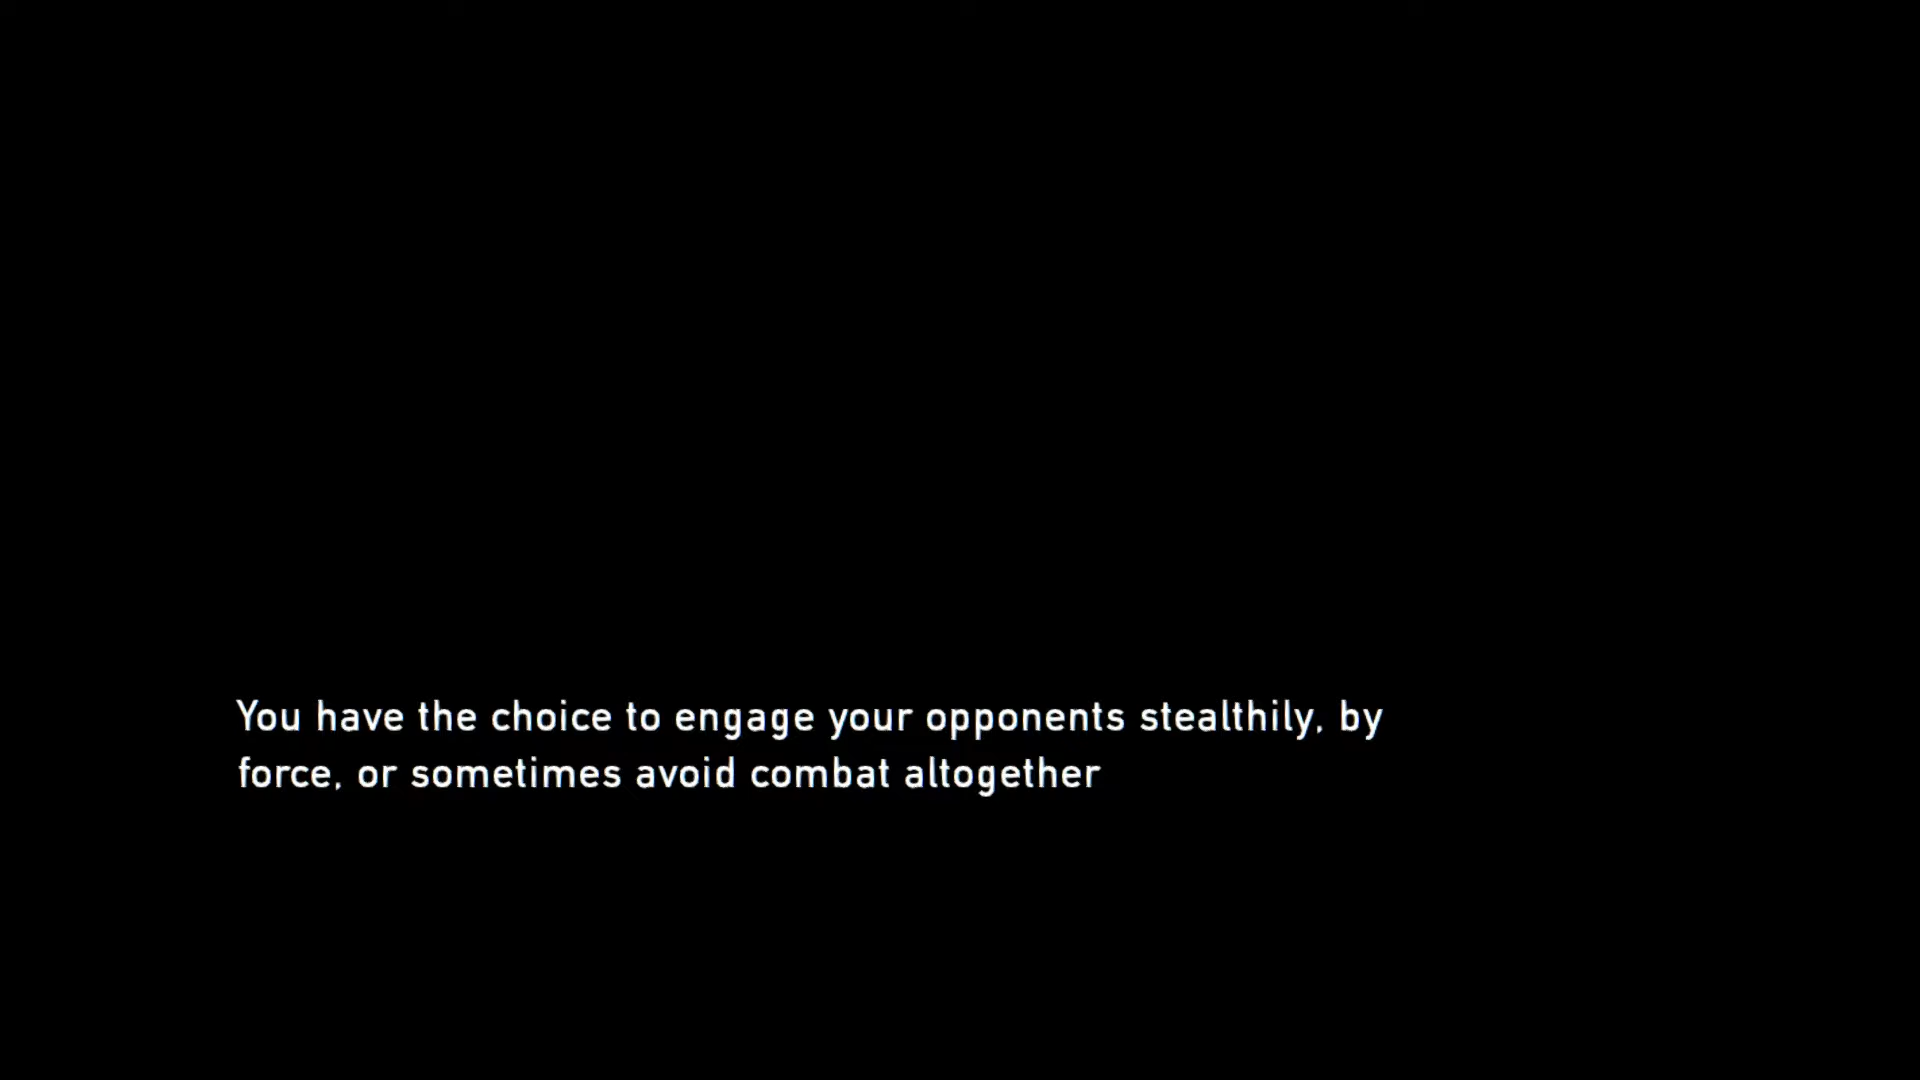 You have the choice to engage your opponents stealthily, by
force, or sometimes avoid combat altogether